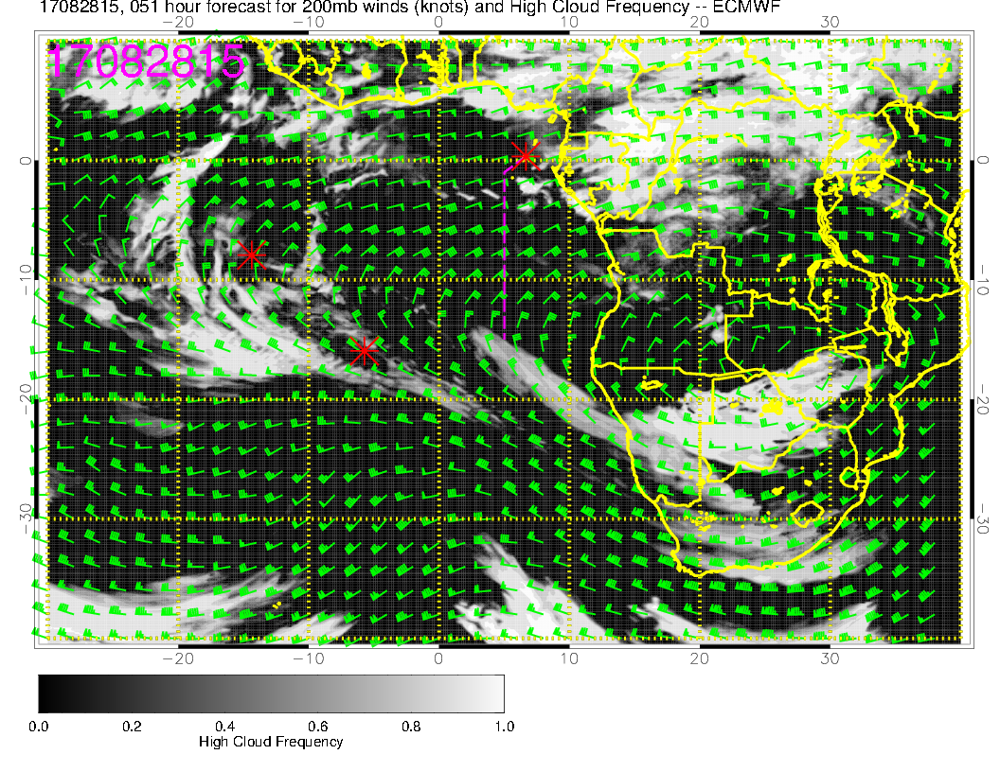 17082815, 051 hour forecast for 200mb winds (knots) and High Cloud Frequency -- ECMWF
−20 −10 0 10 20 30
17082815
0 0
−10 −10
−20 −20
−30 −30
−20 −10 0 10 20 30
0.0 0.2 0.4 0.6 0.8 1.0
High Cloud Frequency